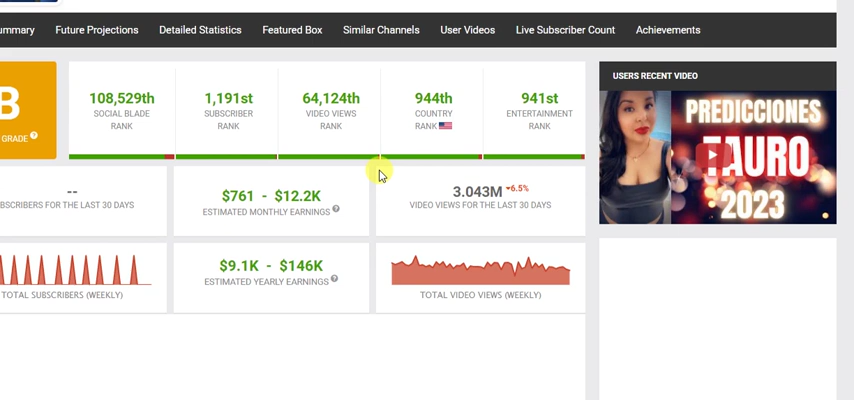 ummary Future Projections Detailed Statistics Featured Box Similar Channels User Videos Live Subscriber Count Achievements
B
GRADE ?
108,529th
SOCIAL BLADE
RANK
1,191st
SUBSCRIBER
RANK
64,124th
VIDEO VIEWS
RANK
944th
COUNTRY
RANK
941st
ENTERTAINMENT
RANK
USERS RECENT VIDEO
PREDICCIONES
TAURO
2023
--
BSCRIBERS FOR THE LAST 30 DAYS
$761 - $12.2K
ESTIMATED MONTHLY EARNINGS ?
3.043M 6.5%
VIDEO VIEWS FOR THE LAST 30 DAYS
TOTAL SUBSCRIBERS (WEEKLY)
$9.1K - $146K
ESTIMATED YEARLY EARNINGS ?
TOTAL VIDEO VIEWS (WEEKLY)